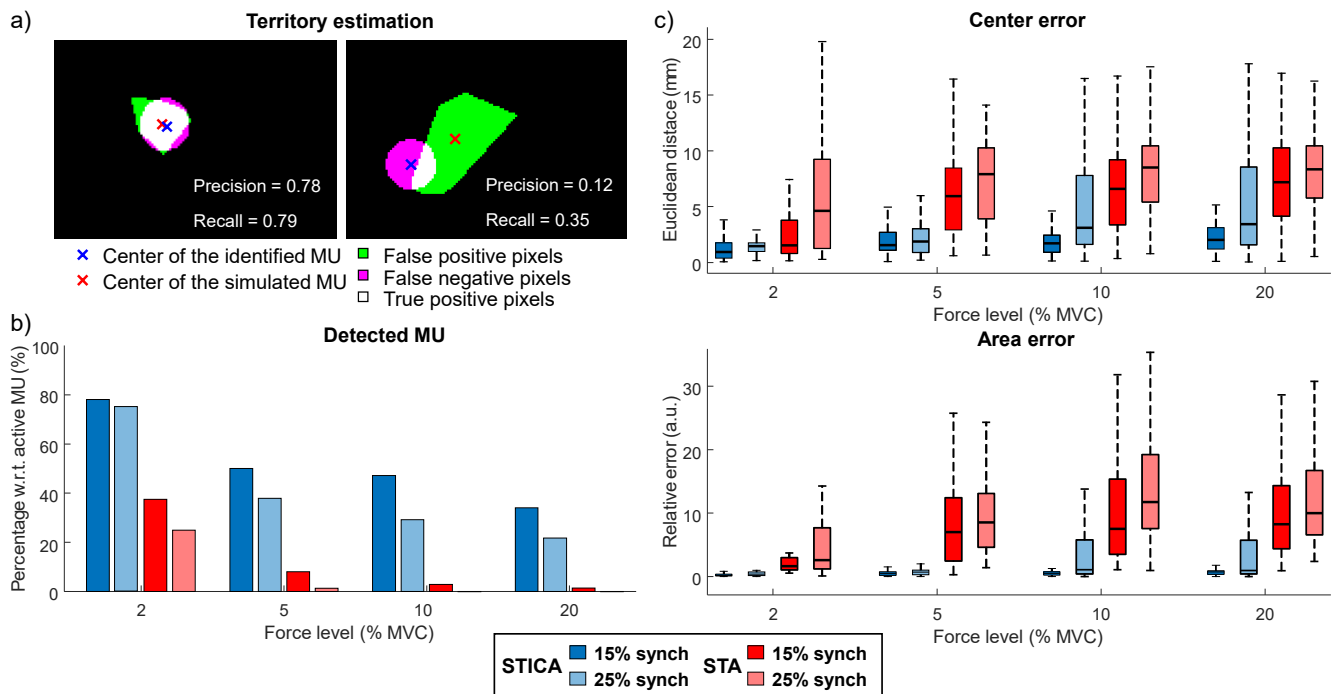 a)
Territory estimation
Precision = 0.78
Recall = 0.79
Precision = 0.12
Recall = 0.35
Center of the identified MU
Center of the simulated MU
False positive pixels
False negative pixels
True positive pixels
b)
Detected MU
Percentage w.r.t. active MU (%)
100
80
60
40
20
0
2
5
10
20
Force level (% MVC)
c)
Center error
Euclidean distace (mm)
20
15
10
5
0
2
5
10
20
Force level (% MVC)
Area error
Relative error (a.u.)
30
20
10
0
2
5
10
20
Force level (% MVC)
STICA
15% synch
25% synch
STA
15% synch
25% synch